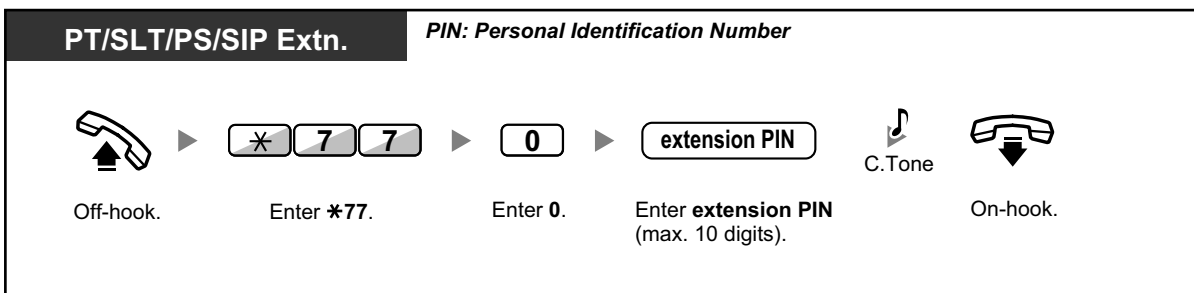 PT/SLT/PS/SIP Extn.
PIN: Personal Identification Number
✳ 7 7
0
extension PIN
C.Tone
Off-hook.
Enter ✳77.
Enter 0.
Enter extension PIN
(max. 10 digits).
On-hook.